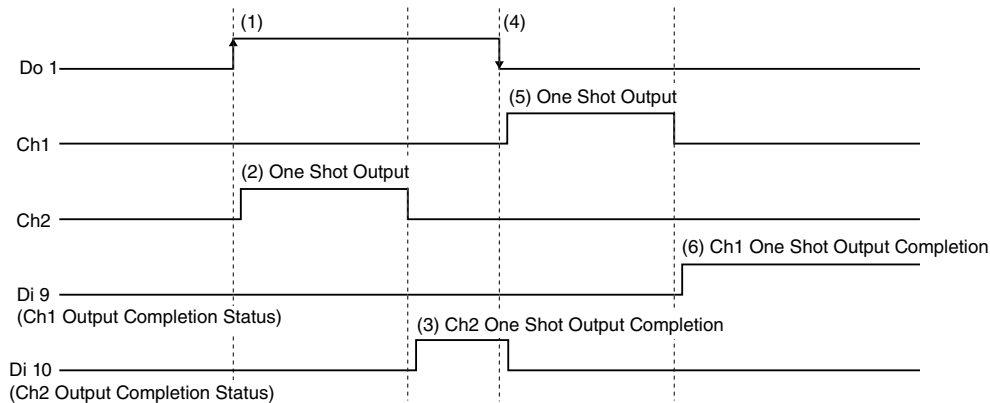 (1)
(4)
Do 1
(5) One Shot Output
Ch1
(2) One Shot Output
Ch2
(6) Ch1 One Shot Output Completion
Di 9
(Ch1 Output Completion Status)
(3) Ch2 One Shot Output Completion
Di 10
(Ch2 Output Completion Status)